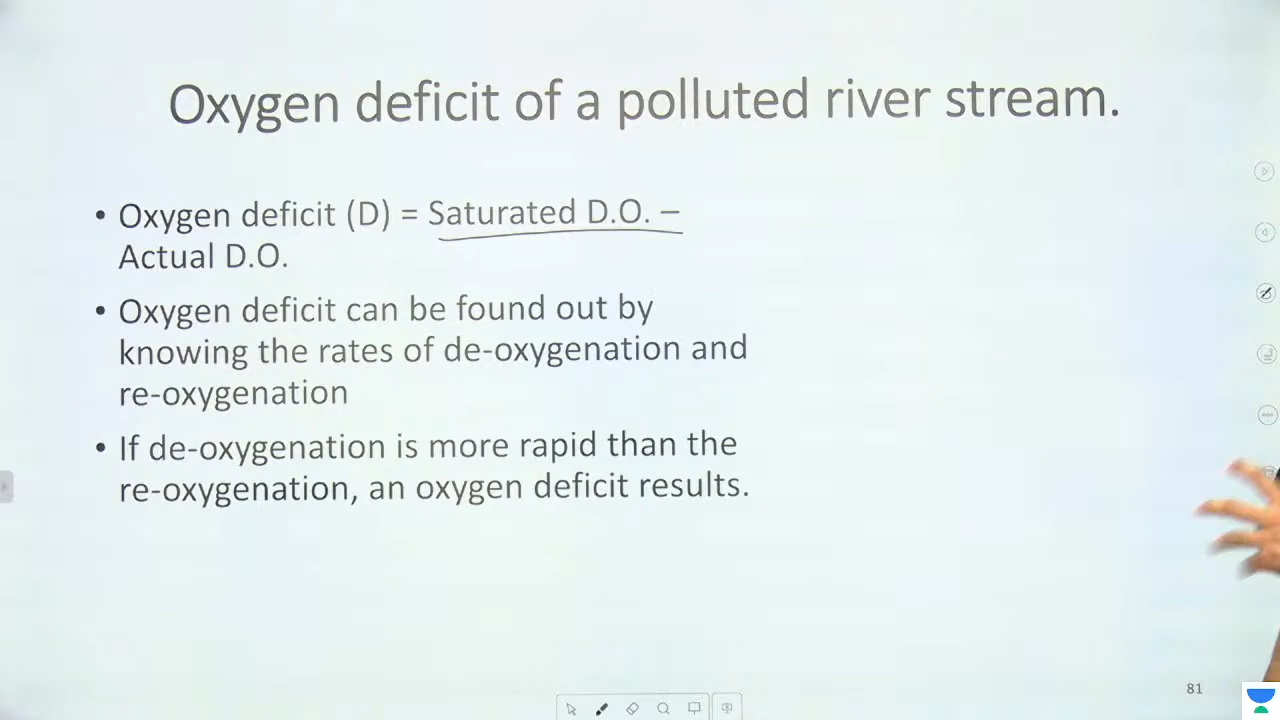 Oxygen deficit of a polluted river stream.
• Oxygen deficit (D) = Saturated D.O. –
Actual D.O.
• Oxygen deficit can be found out by
knowing the rates of de-oxygenation and
re-oxygenation
• If de-oxygenation is more rapid than the
re-oxygenation, an oxygen deficit results.
81